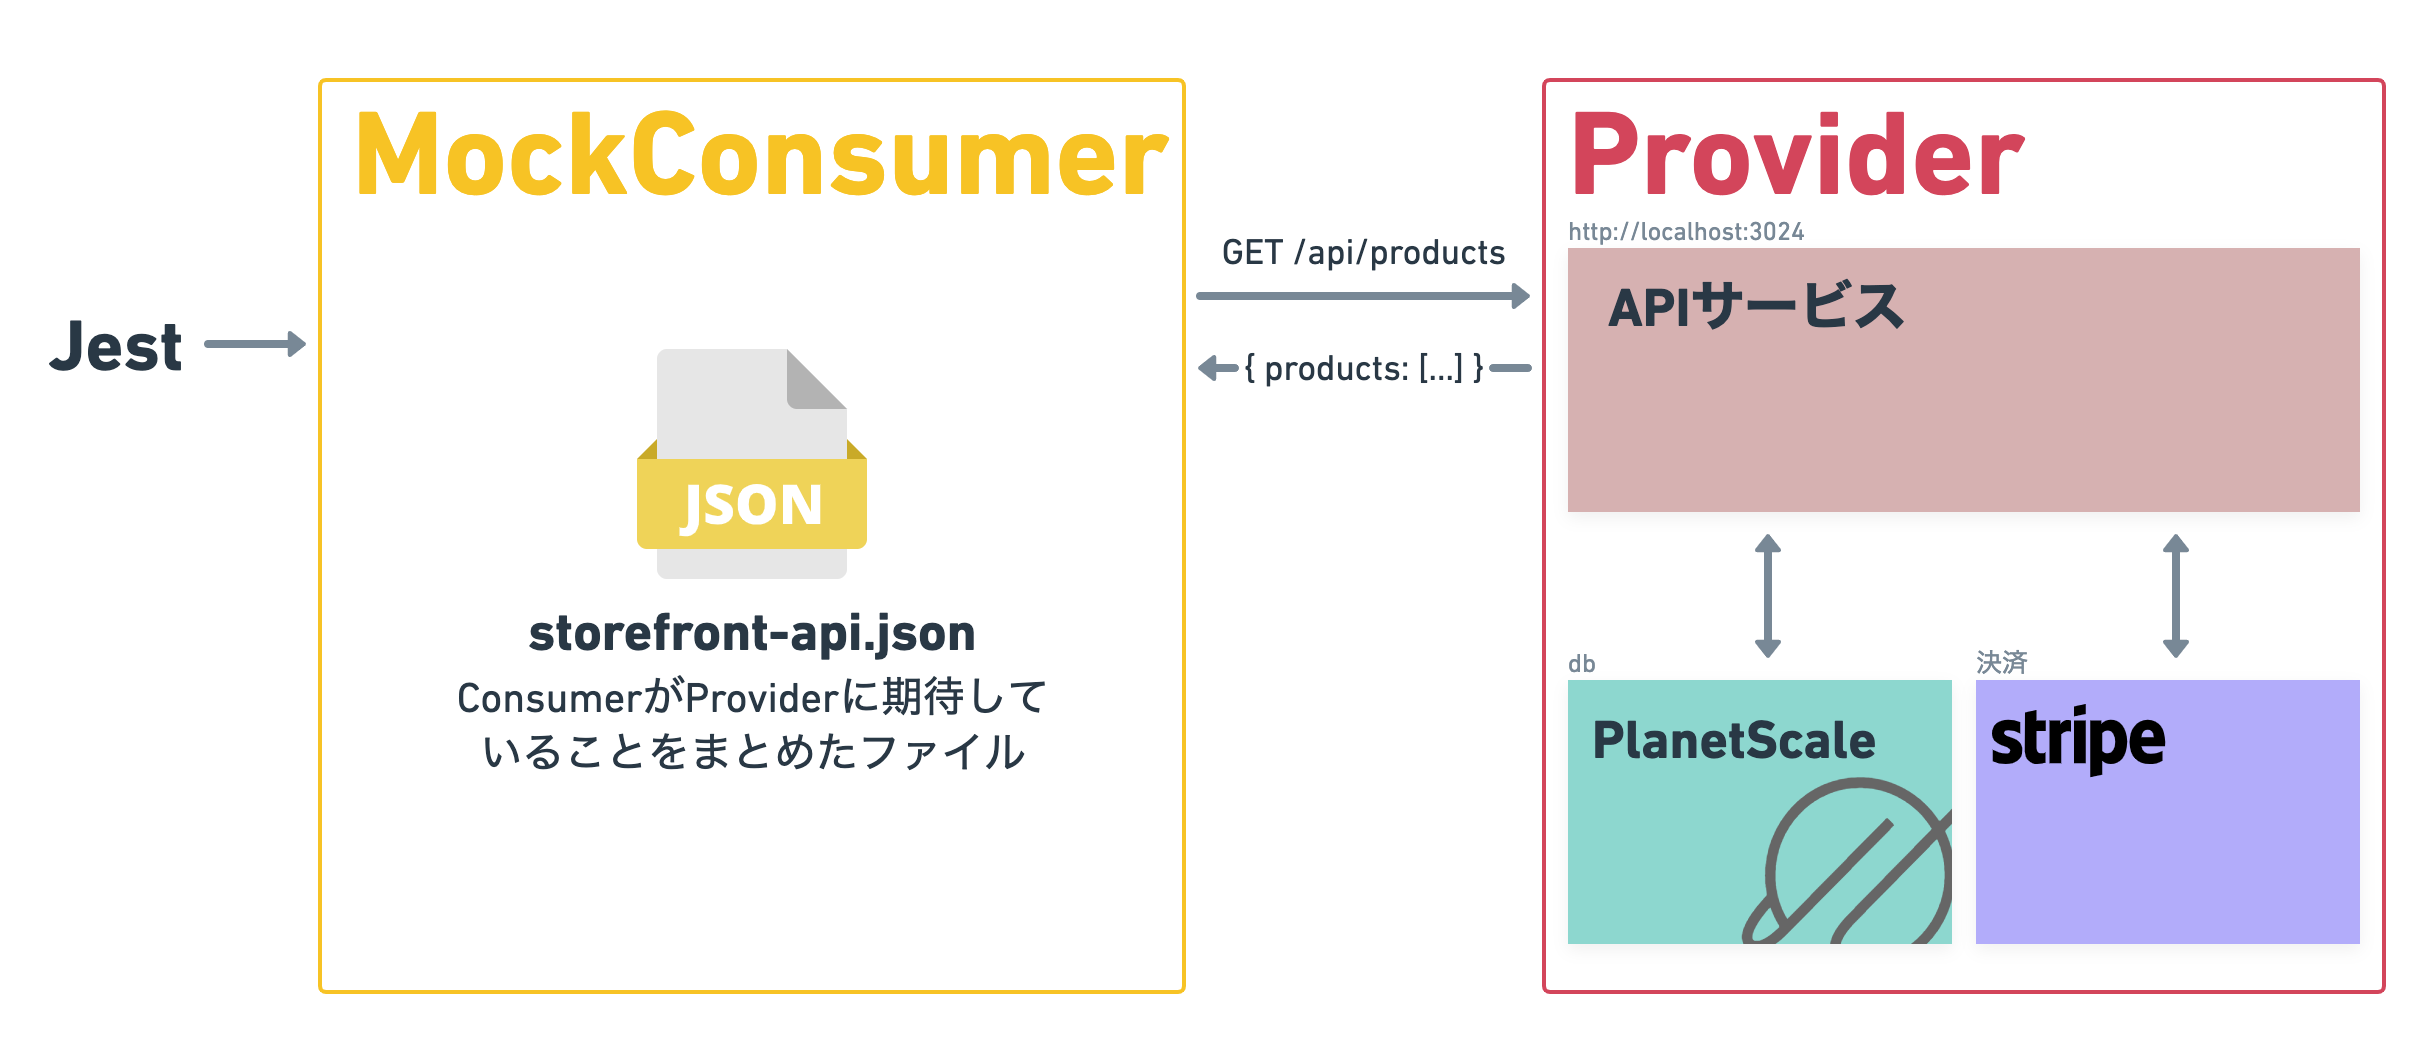 Jest
MockConsumer
JSON
storefront-api.json
ConsumerがProviderに期待して
いることをまとめたファイル
GET /api/products
{ products: [...] }
Provider
http://localhost:3024
APIサービス
db
PlanetScale
決済
stripe